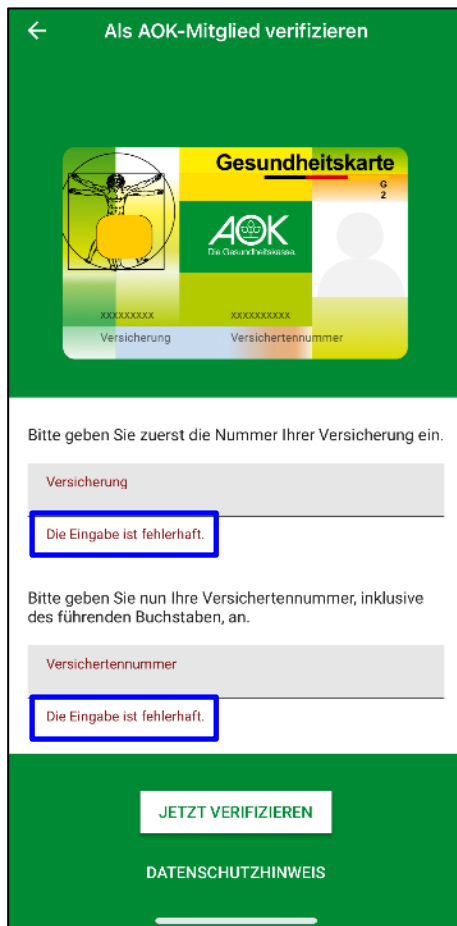 Als AOK-Mitglied verifizieren
Gesundheitskarte
G
2
AOK
Die Gesundheitskasse.
xxxxxxxxx xxxxxxxxxx
Versicherung Versichertennummer
Bitte geben Sie zuerst die Nummer Ihrer Versicherung ein.
Versicherung
Die Eingabe ist fehlerhaft.
Bitte geben Sie nun Ihre Versichertennummer, inklusive
des führenden Buchstaben, an.
Versichertennummer
Die Eingabe ist fehlerhaft.
JETZT VERIFIZIEREN
DATENSCHUTZHINWEIS